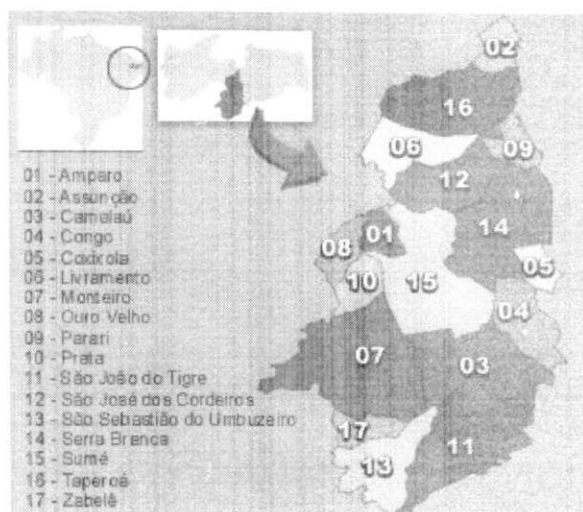 02
16
06
09
12
01 - Amparo
02 - Assunção
03 - Camalaú
04 - Congo
05 - Coxixola
06 - Livramento
07 - Monteiro
08 - Ouro Velho
09 - Parari
10 - Prata
11 - São João do Tigre
12 - São José dos Cordeiros
13 - São Sebastião do Umbuzeiro
14 - Serra Branca
15 - Sumé
16 - Taperoá
17 - Zabelê
14
01
08
05
10
15
04
07
03
17
11
13